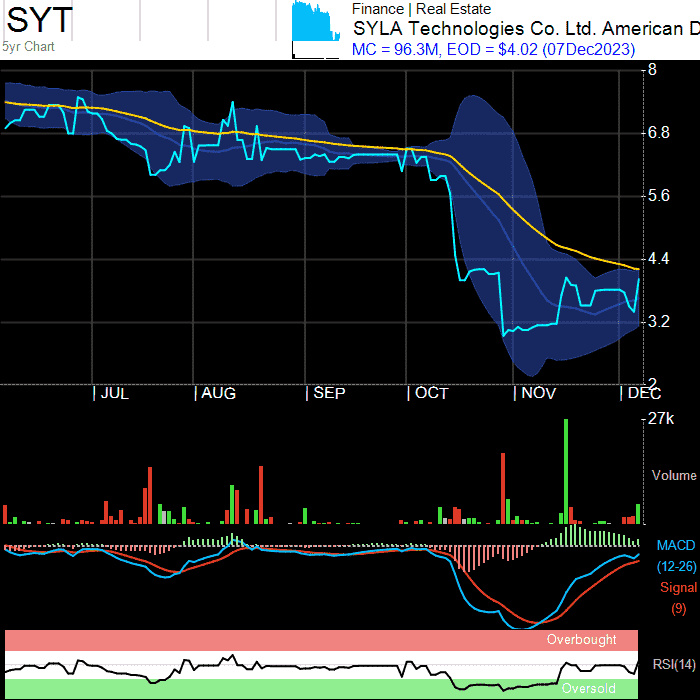 SYT
5yr Chart
Finance | Real Estate
SYLA Technologies Co. Ltd. American D
MC = 96.3M, EOD = $4.02 (07Dec2023)
8
6.8
5.6
4.4
3.2
2
JUL AUG SEP OCT NOV DEC
27k
Volume
MACD
(12-26)
Signal
(9)
Overbought
RSI(14)
Oversold